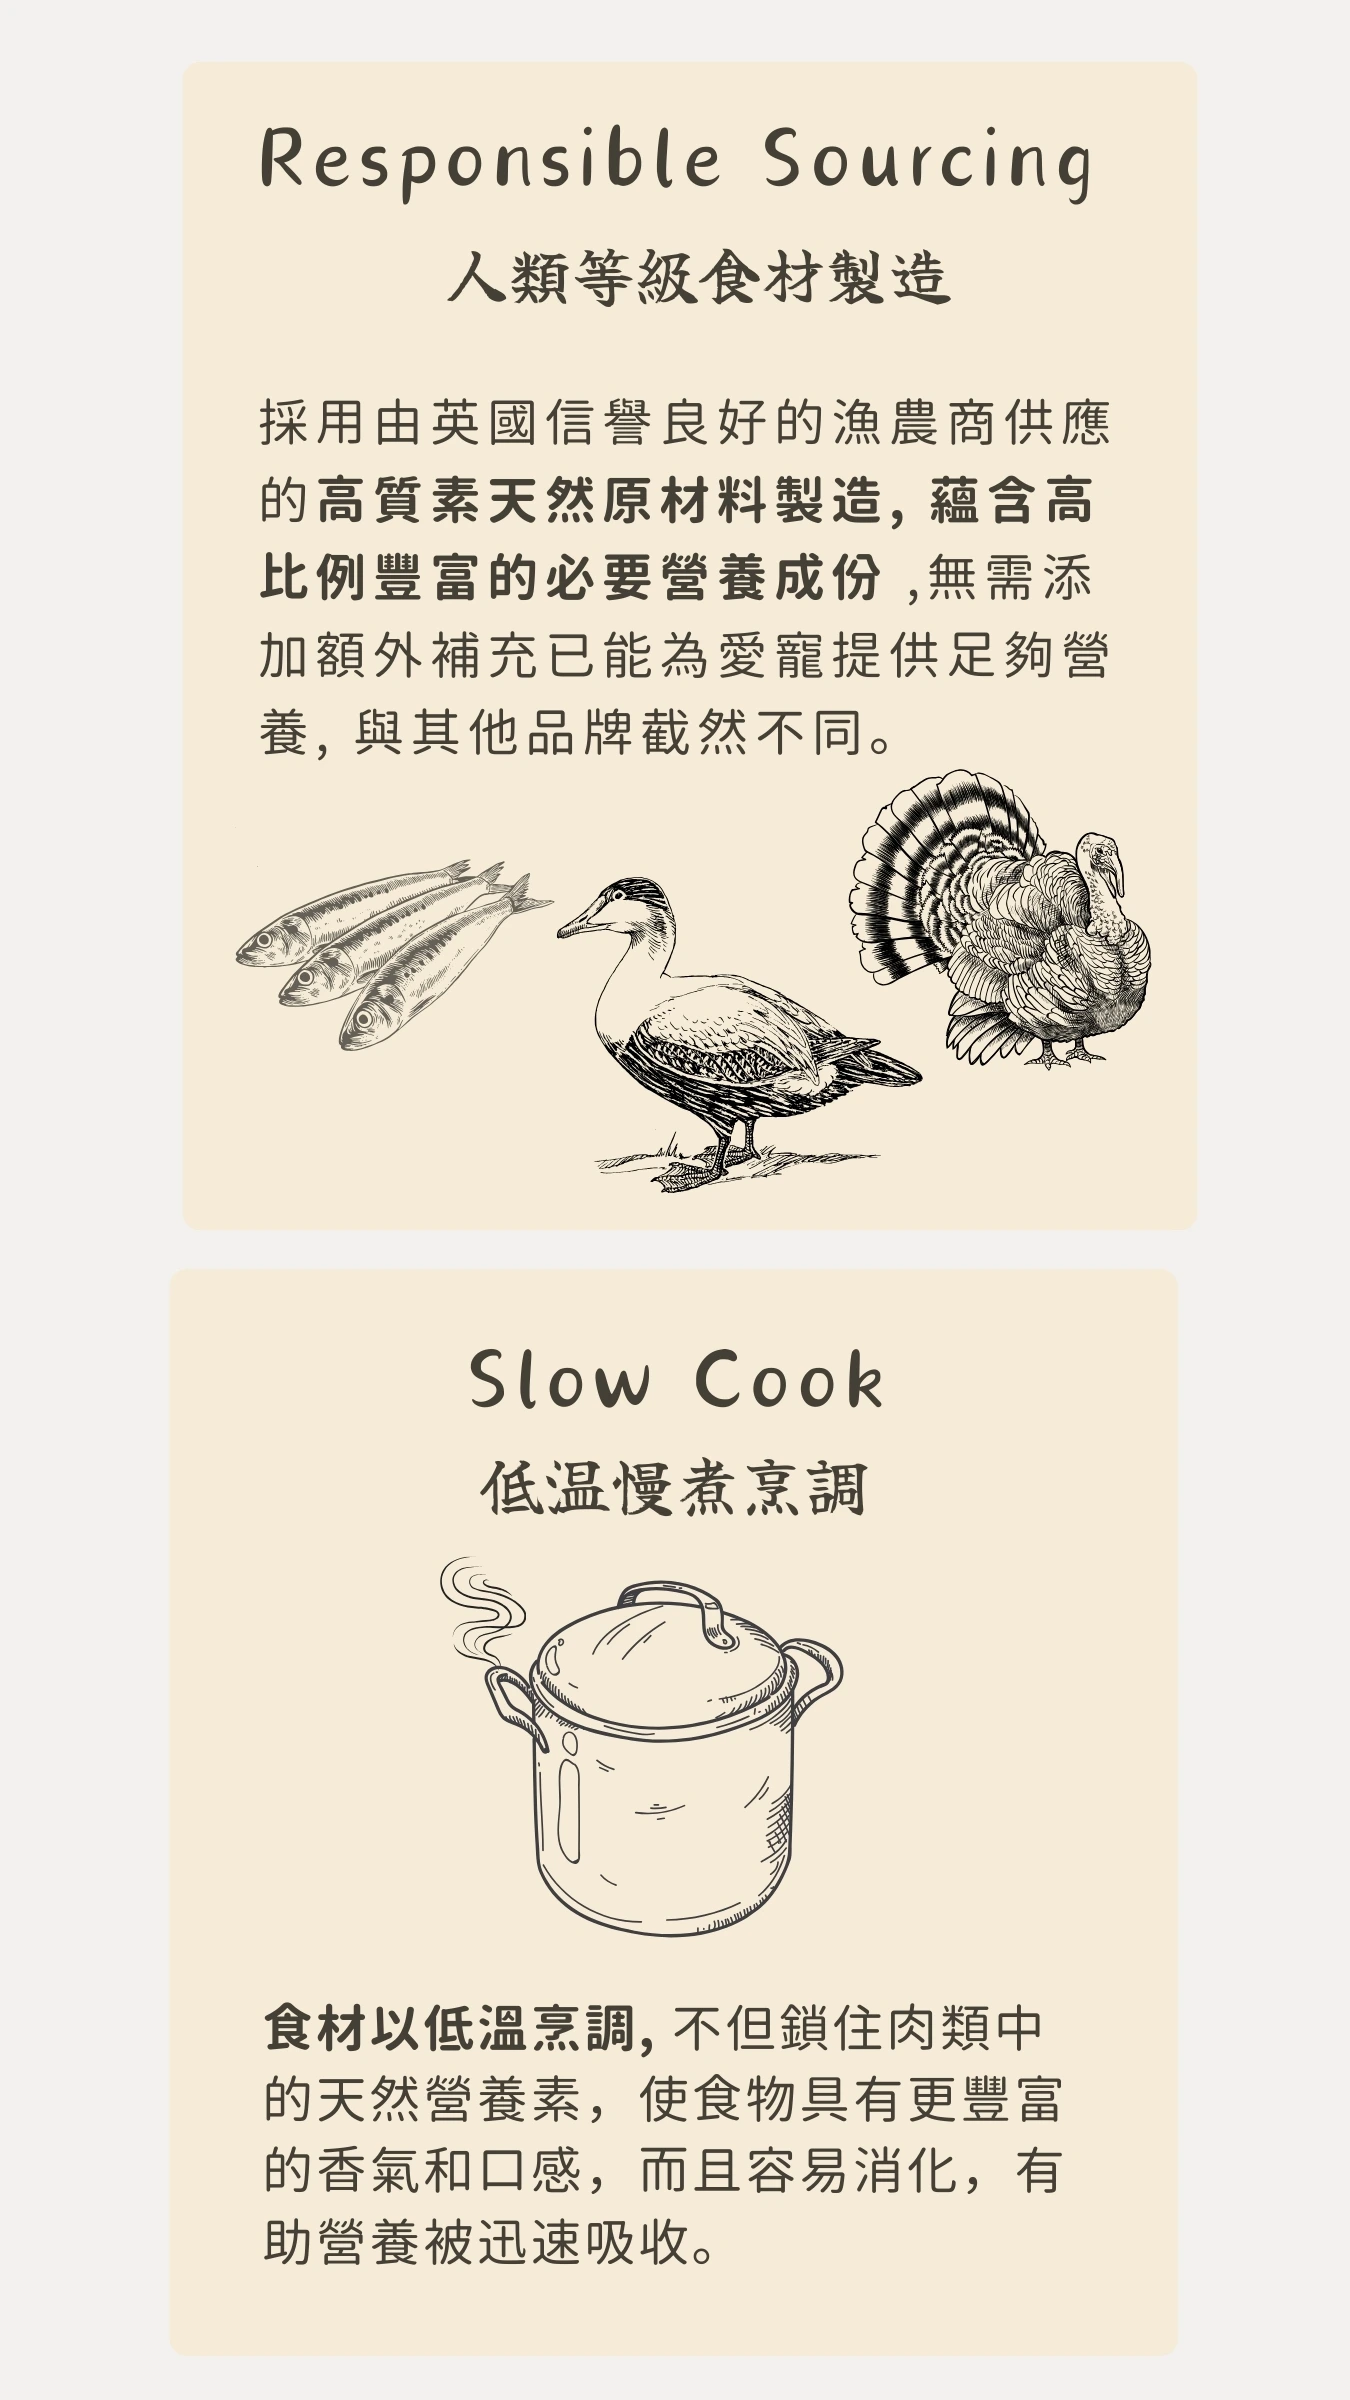 Responsible Sourcing
人類等級食材製造
採用由英國信譽良好的漁農商供應
的高質素天然原材料製造, 蘊含高
比例豐富的必要營養成份 ,無需添
加額外補充已能為愛寵提供足夠營
養, 與其他品牌截然不同。
Slow Cook
低温慢煮烹調
食材以低溫烹調, 不但鎖住肉類中
的天然營養素，使食物具有更豐富
的香氣和口感，而且容易消化，有
助營養被迅速吸收。